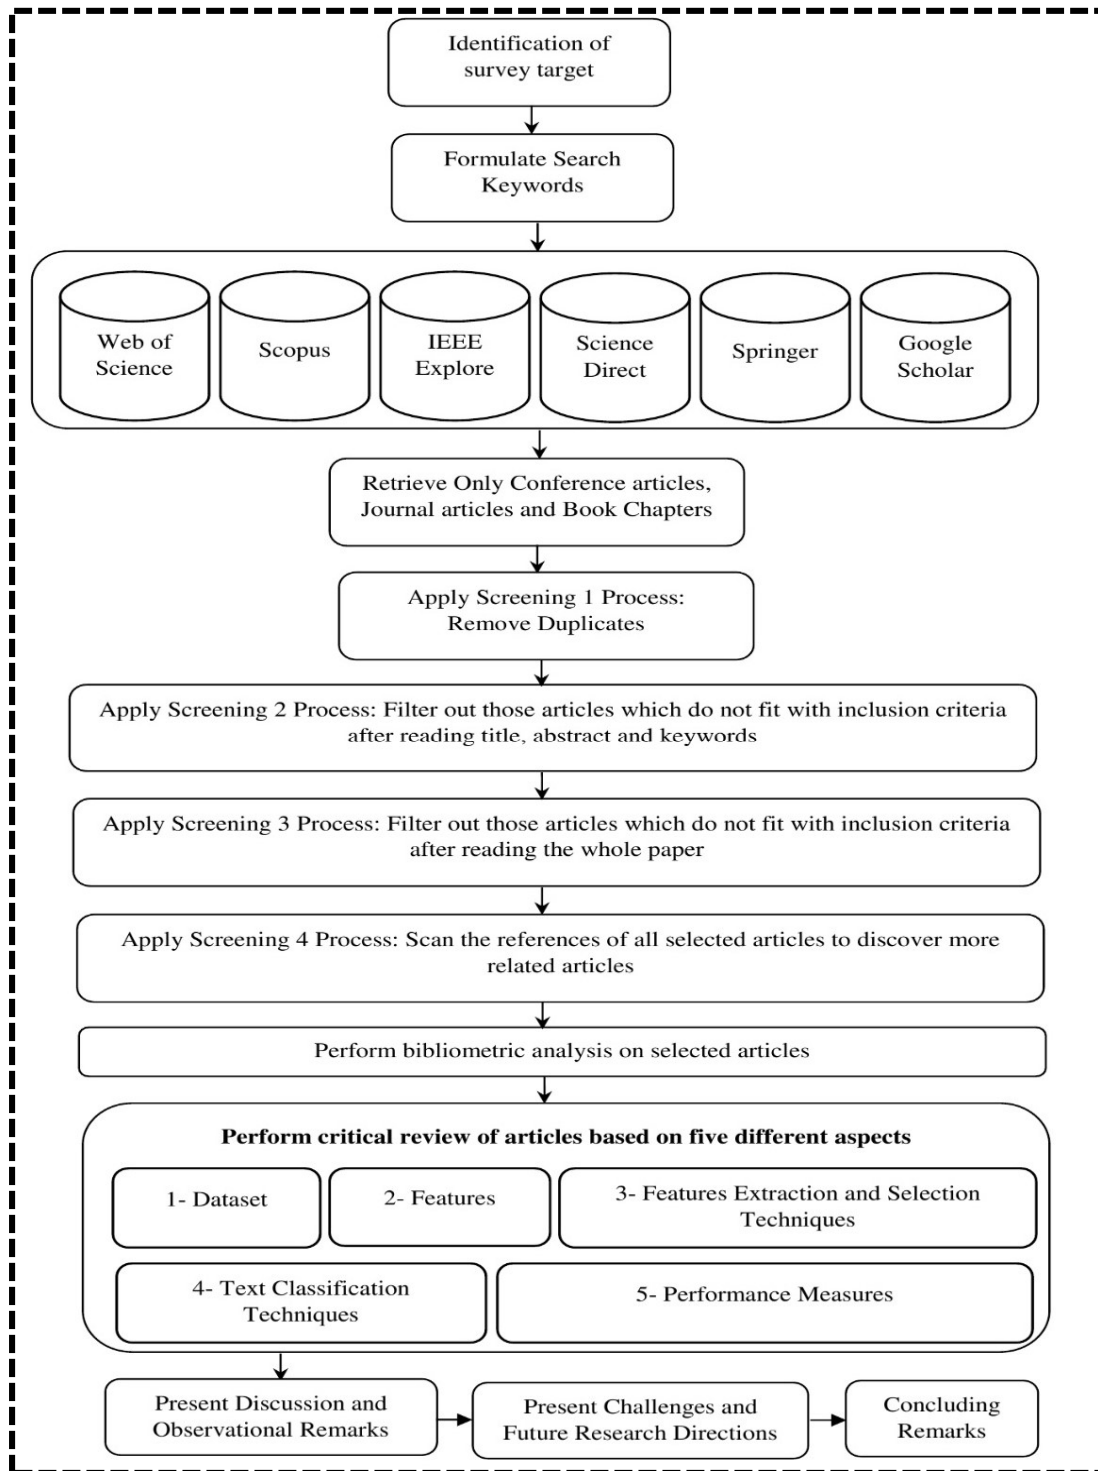 Identification of
survey target
Formulate Search
Keywords
Web of
Science
Scopus
IEEE
Explore
Science
Direct
Springer
Google
Scholar
Retrieve Only Conference articles,
Journal articles and Book Chapters
Apply Screening 1 Process:
Remove Duplicates
Apply Screening 2 Process: Filter out those articles which do not fit with inclusion criteria
after reading title, abstract and keywords
Apply Screening 3 Process: Filter out those articles which do not fit with inclusion criteria
after reading the whole paper
Apply Screening 4 Process: Scan the references of all selected articles to discover more
related articles
Perform bibliometric analysis on selected articles
Perform critical review of articles based on five different aspects
1- Dataset
2- Features
3- Features Extraction and Selection
Techniques
4- Text Classification
Techniques
5- Performance Measures
Present Discussion and
Observational Remarks
Present Challenges and
Future Research Directions
Concluding
Remarks